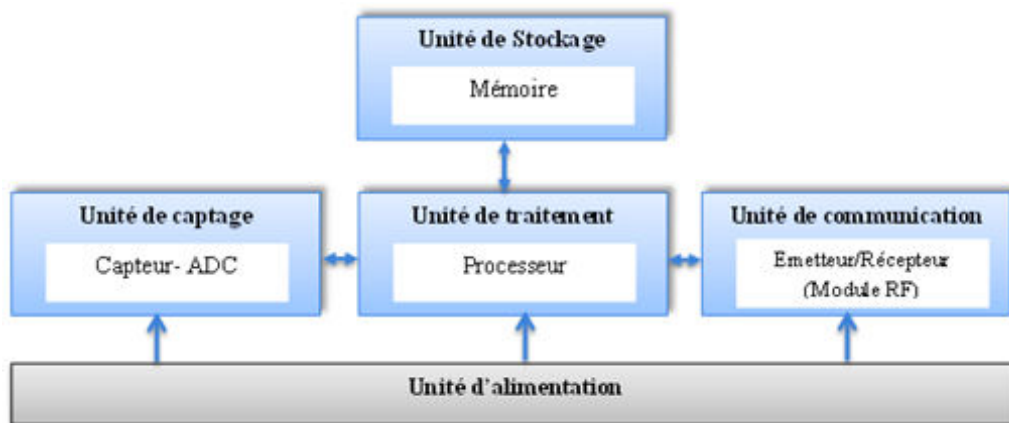 Unité de Stockage
Mémoire
Unité de captage
Capteur- ADC
Unité de traitement
Processeur
Unité de communication
Emetteur/Récepteur
(Module RF)
Unité d'alimentation